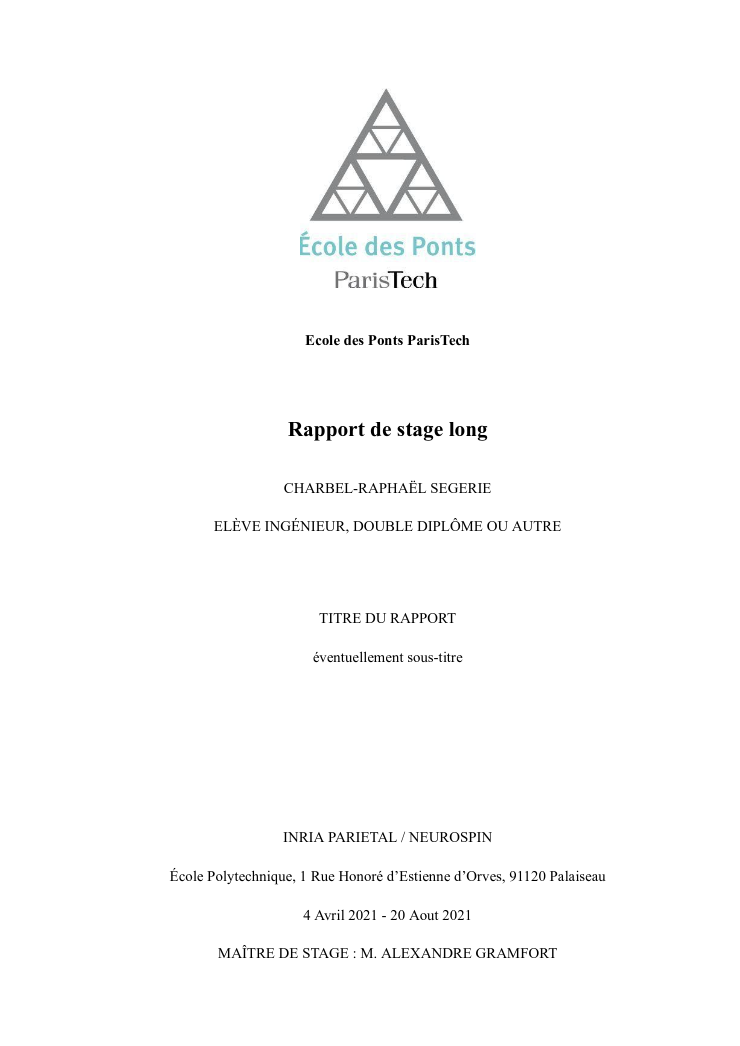 École des Ponts
ParisTech
Ecole des Ponts ParisTech
Rapport de stage long
CHARBEL-RAPHAËL SEGERIE
ELÈVE INGÉNIEUR, DOUBLE DIPLÔME OU AUTRE
TITRE DU RAPPORT
éventuellement sous-titre
INRIA PARIETAL / NEUROSPIN
École Polytechnique, 1 Rue Honoré d’Estienne d’Orves, 91120 Palaiseau
4 Avril 2021 - 20 Aout 2021
MAÎTRE DE STAGE : M. ALEXANDRE GRAMFORT